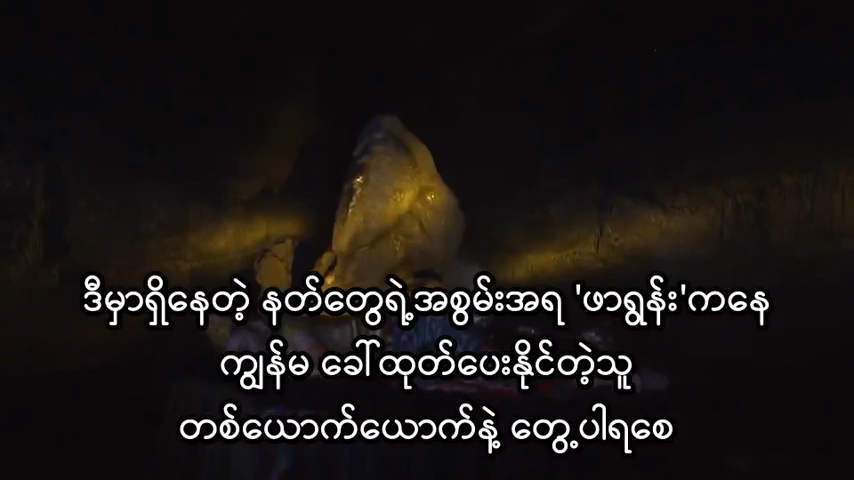 ဒီမှာရှိနေတဲ့ နတ်တွေရဲ့အစွမ်းအရ 'ဖာရွန်း'ကနေ
ကျွန်မ ခေါ်ထုတ်ပေးနိုင်တဲ့သူ
တစ်ယောက်ယောက်နဲ့ တွေ့ပါရစေ